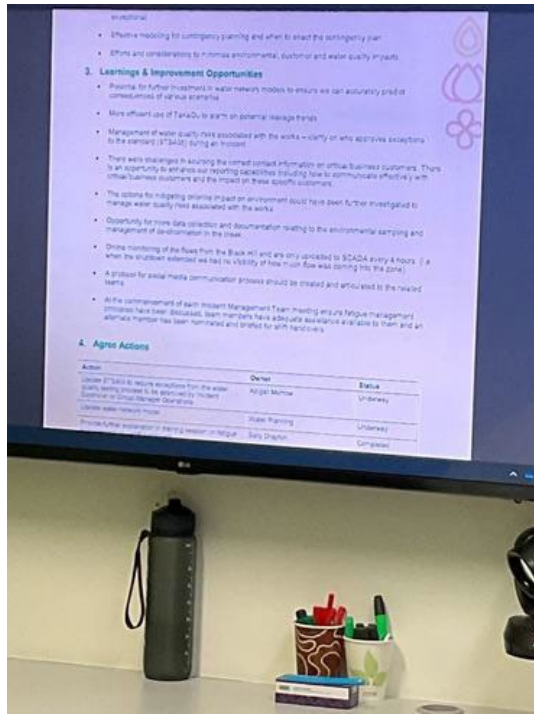 exceptional
• Effective modelling for contingency planning and when to enact the contingency plan
• Efforts and considerations to minimise environmental, customer and water quality impacts
3. Learnings & Improvement Opportunities
• Potential for further investment in water network models to ensure we can accurately predict
consequences of various scenarios
• More efficient use of TaKaDu to alarm on potential leakage trends
• Management of water quality risks associated with the works – clarity on who approves exceptions
to the standard (STSA58) during an incident
• There were challenges in sourcing the correct contact information on critical business customers. There
is an opportunity to enhance our reporting capabilities including how to communicate effectively with
critical business customers and the impact on these specific customers.
• The options for mitigating chlorine impact on environment could have been further investigated to
manage water quality risks associated with the works
• Opportunity for more data collection and documentation relating to the environmental sampling and
management of de-chlorination in the creek
• Online monitoring of the flows from the Black Hill and are only uploaded to SCADA every 4 hours. (i.e.
when the shutdown extended we had no visibility of how much flow was coming into the zone)
• A protocol for social media communication process should be created and articulated to the related
teams
• At the commencement of each Incident Management Team meeting ensure fatigue management
processes have been discussed, team members have adequate assistance available to them and an
alternate member has been nominated and briefed for shift handovers
4. Agree Actions
Action Owner Status
Update to require exceptions from the water
quality testing process to be approved by Incident
Controller or Manager Operations
Abigail Underway
Update water network model Water Planning Underway
Provide further explanation in training session on fatigue Completed
LG